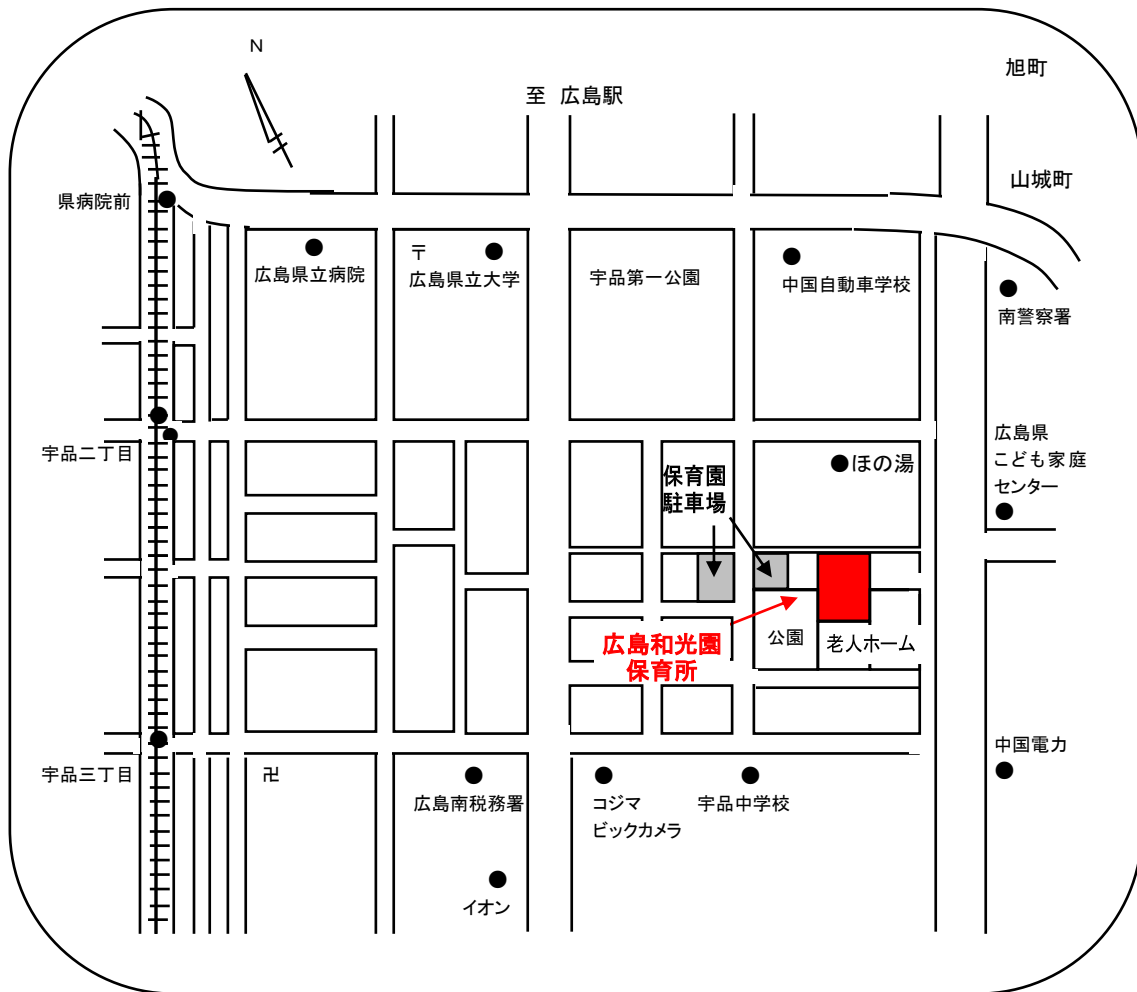 N
旭町
至 広島駅
山城町
県病院前
〒
広島県立病院
広島県立大学
宇品第一公園
中国自動車学校
南警察署
宇品二丁目
広島県
こども家庭
センター
ほの湯
保育園
駐車場
広島和光園
保育所
公園
老人ホーム
宇品三丁目
卍
広島南税務署
コジマ
ビックカメラ
宇品中学校
中国電力
イオン